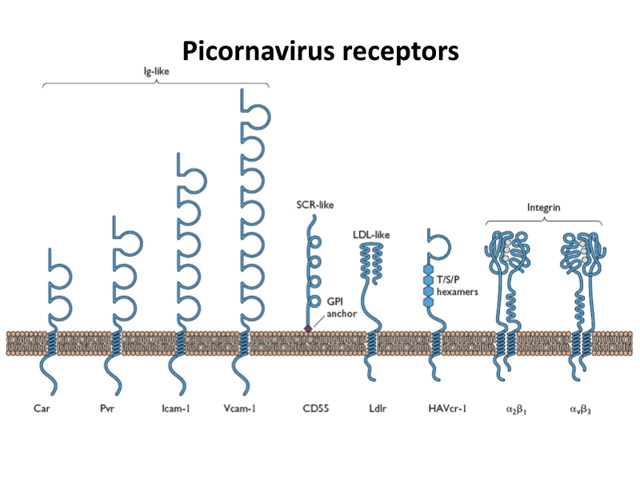 Picornavirus receptors
Ig-like
SCR-like
LDL-like
Integrin
T/S/P
hexamers
GPI
anchor
Car
Pvr
Icam-1
Vcam-1
CD55
Ldlr
HAVcr-1
α₂β₁
αᵥβ₃